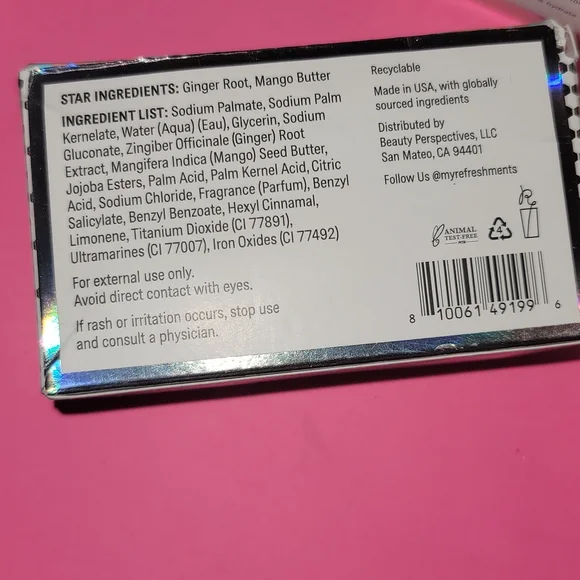 STAR INGREDIENTS: Ginger Root, Mango Butter
INGREDIENT LIST: Sodium Palmate, Sodium Palm
Kernelate, Water (Aqua) (Eau), Glycerin, Sodium
Gluconate, Zingiber Officinale (Ginger) Root
Extract, Mangifera Indica (Mango) Seed Butter,
Jojoba Esters, Palm Acid, Palm Kernel Acid, Citric
Acid, Sodium Chloride, Fragrance (Parfum), Benzyl
Salicylate, Benzyl Benzoate, Hexyl Cinnamal,
Limonene, Titanium Dioxide (CI 77891),
Ultramarines (CI 77007), Iron Oxides (CI 77492)
For external use only.
Avoid direct contact with eyes.
If rash or irritation occurs, stop use
and consult a physician.
Recyclable
Made in USA, with globally
sourced ingredients
Distributed by
Beauty Perspectives, LLC
San Mateo, CA 94401
Follow Us @myrefreshments
ANIMAL
TEST-FREE
4
8 10061 49199 6